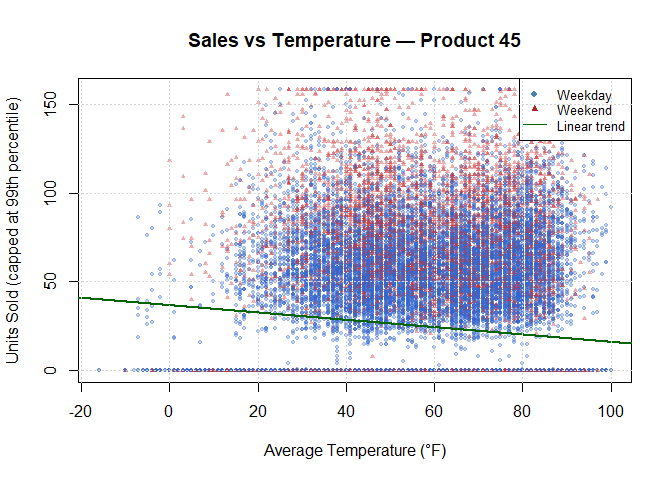 Sales vs Temperature — Product 45
Units Sold (capped at 99th percentile)
150
100
50
0
Weekday
Weekend
Linear trend
-20 0 20 40 60 80 100
Average Temperature (°F)